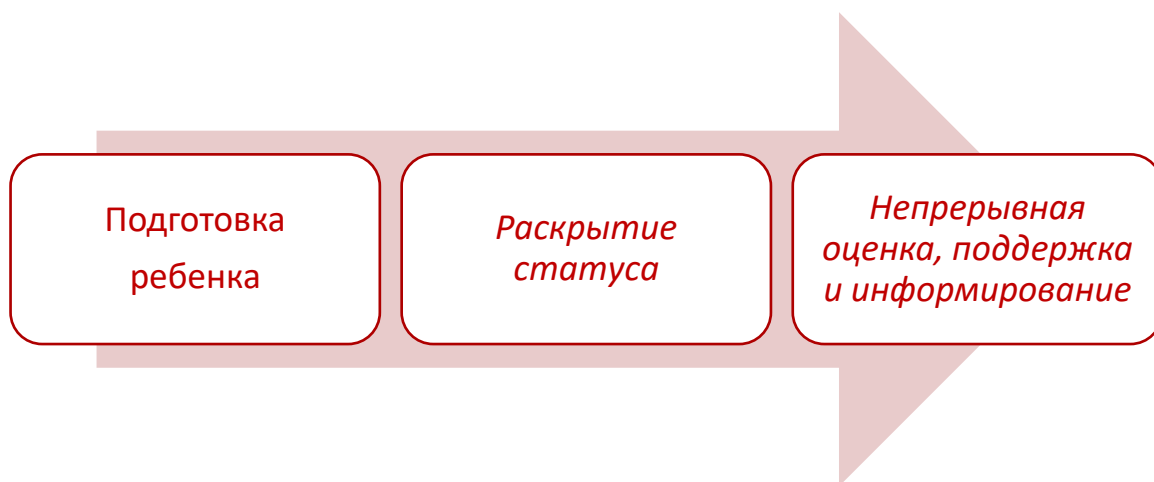 Подготовка
ребенка
Раскрытие
статуса
Непрерывная
оценка, поддержка
и информирование